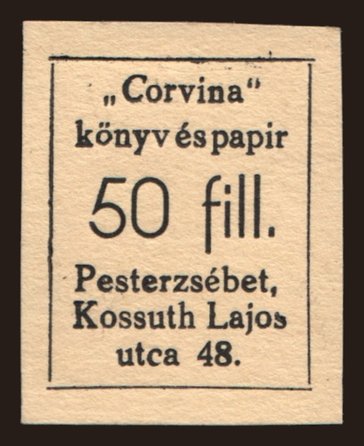 „Corvina“
könyv és papir
50 fill.
Pesterzsébet,
Kossuth Lajos
utca 48.